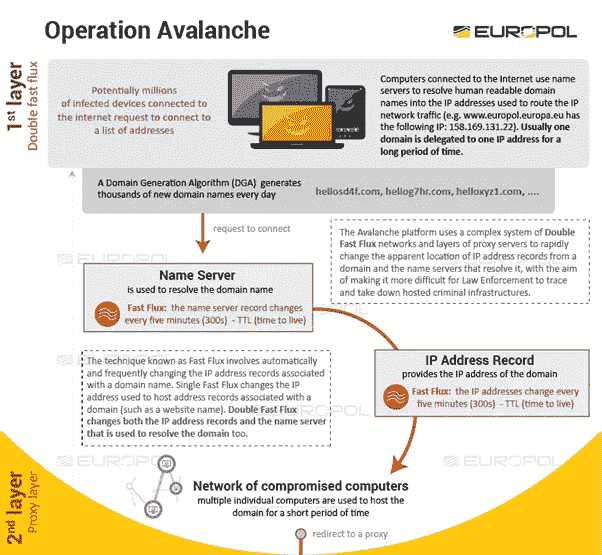 Operation Avalanche
EUROPOL
1st layer
Double fast flux
Potentially millions
of infected devices connected to
the internet request to connect to
a list of addresses
Computers connected to the Internet use name
servers to resolve human readable domain
names into the IP addresses used to route the IP
network traffic (e.g. www.europol.europa.eu has
the following IP: 158.169.131.22). Usually one
domain is delegated to one IP address for a
long period of time.
A Domain Generation Algorithm (DGA) generates
thousands of new domain names every day
hellosd4f.com, hellog7hr.com, helloxyz1.com, ....
request to connect
The Avalanche platform uses a complex system of Double
Fast Flux networks and layers of proxy servers to rapidly
change the apparent location of IP address records from a
domain and the name servers that resolve it, with the aim
of making it more difficult for Law Enforcement to trace
and take down hosted criminal infrastructures.
EUROPOL
EUROPOL
EUROPOL
Name Server
is used to resolve the domain name
Fast Flux: the name server record changes
every five minutes (300s) - TTL (time to live)
The technique known as Fast Flux involves automatically
and frequently changing the IP address records associated
with a domain name. Single Fast Flux changes the IP
address used to host address records associated with a
domain (such as a website name). Double Fast Flux
changes both the IP address records and the name server
that is used to resolve the domain too.
EUROPOL
IP Address Record
provides the IP address of the domain
Fast Flux: the IP addresses change every
five minutes (300s) - TTL (time to live)
EUROPOL
EUROPOL
EUROPOL
2nd layer
Proxy layer
Network of compromised computers
multiple individual computers are used to host the
domain for a short period of time
redirect to a proxy